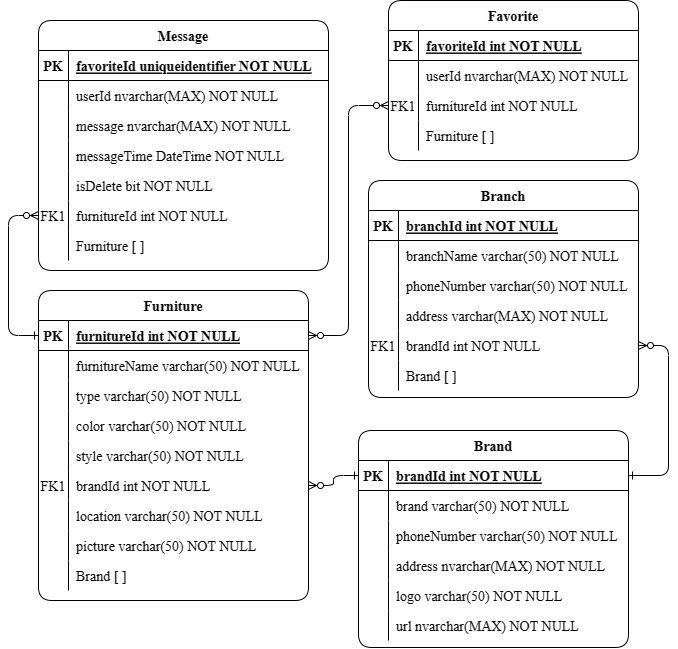 Message
PK favoriteId uniqueidentifier NOT NULL
userId nvarchar(MAX) NOT NULL
message nvarchar(MAX) NOT NULL
messageTime DateTime NOT NULL
isDelete bit NOT NULL
FK1 furnitureId int NOT NULL
Furniture [ ]
Favorite
PK favoriteId int NOT NULL
userId nvarchar(MAX) NOT NULL
FK1 furnitureId int NOT NULL
Furniture [ ]
Branch
PK branchId int NOT NULL
branchName varchar(50) NOT NULL
phoneNumber varchar(50) NOT NULL
address varchar(MAX) NOT NULL
FK1 brandId int NOT NULL
Brand [ ]
Furniture
PK furnitureId int NOT NULL
furnitureName varchar(50) NOT NULL
type varchar(50) NOT NULL
color varchar(50) NOT NULL
style varchar(50) NOT NULL
FK1 brandId int NOT NULL
location varchar(50) NOT NULL
picture varchar(50) NOT NULL
Brand [ ]
Brand
PK brandId int NOT NULL
brand varchar(50) NOT NULL
phoneNumber varchar(50) NOT NULL
address nvarchar(MAX) NOT NULL
logo varchar(50) NOT NULL
url nvarchar(MAX) NOT NULL